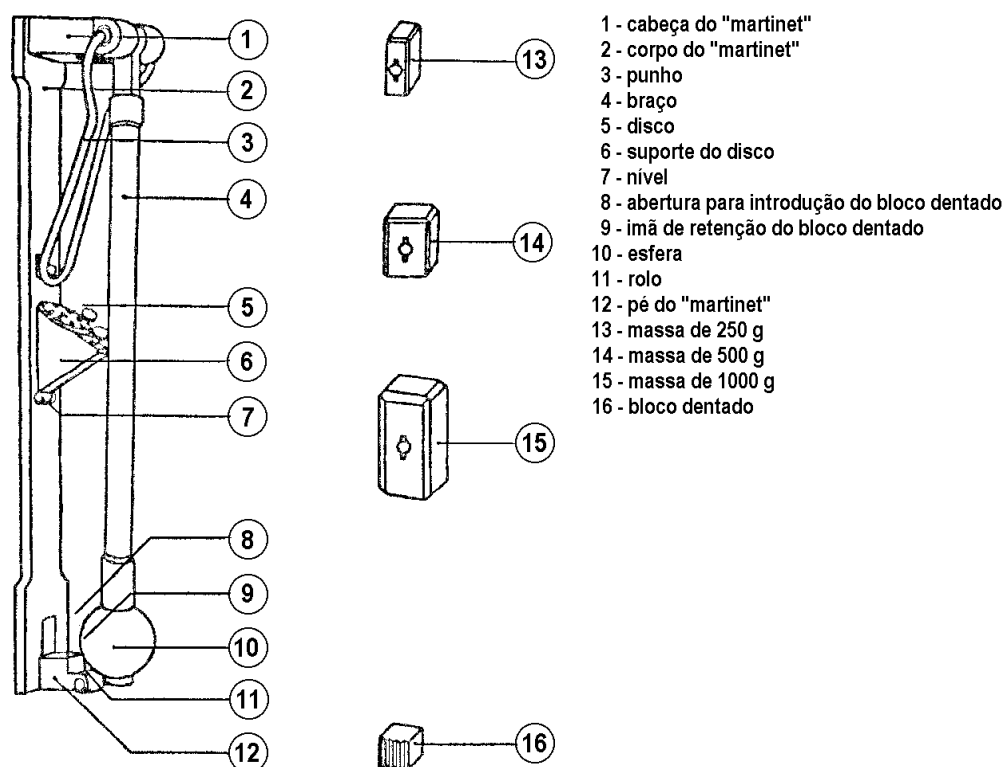 1
2
3
4
5
6
7
8
9
10
11
12
13
14
15
16
1 - cabeça do "martinet"
2 - corpo do "martinet"
3 - punho
4 - braço
5 - disco
6 - suporte do disco
7 - nível
8 - abertura para introdução do bloco dentado
9 - imã de retenção do bloco dentado
10 - esfera
11 - rolo
12 - pé do "martinet"
13 - massa de 250 g
14 - massa de 500 g
15 - massa de 1000 g
16 - bloco dentado